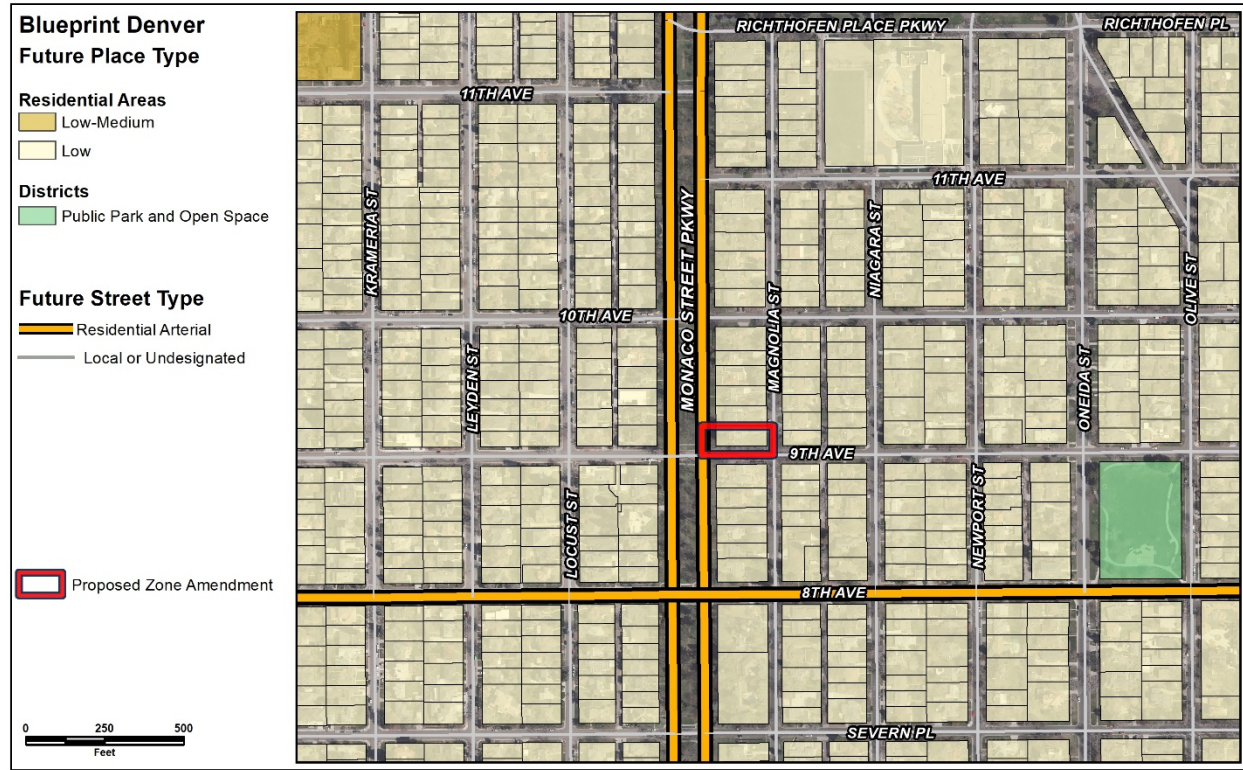 Blueprint Denver
Future Place Type
Residential Areas
Low-Medium
Low
Districts
Public Park and Open Space
Future Street Type
Residential Arterial
Local or Undesignated
Proposed Zone Amendment
0 250 500
Feet
RICHTHOFEN PLACE PKWY
RICHTHOFEN PL
11TH AVE
11TH AVE
KRAMERIA ST
MONACO STREET PKWY
NIAGARA ST
OLIVE ST
10TH AVE
LEYDEN ST
MAGNOLIA ST
ONEIDA ST
9TH AVE
LOCUST ST
NEWPORT ST
8TH AVE
SEVERN PL